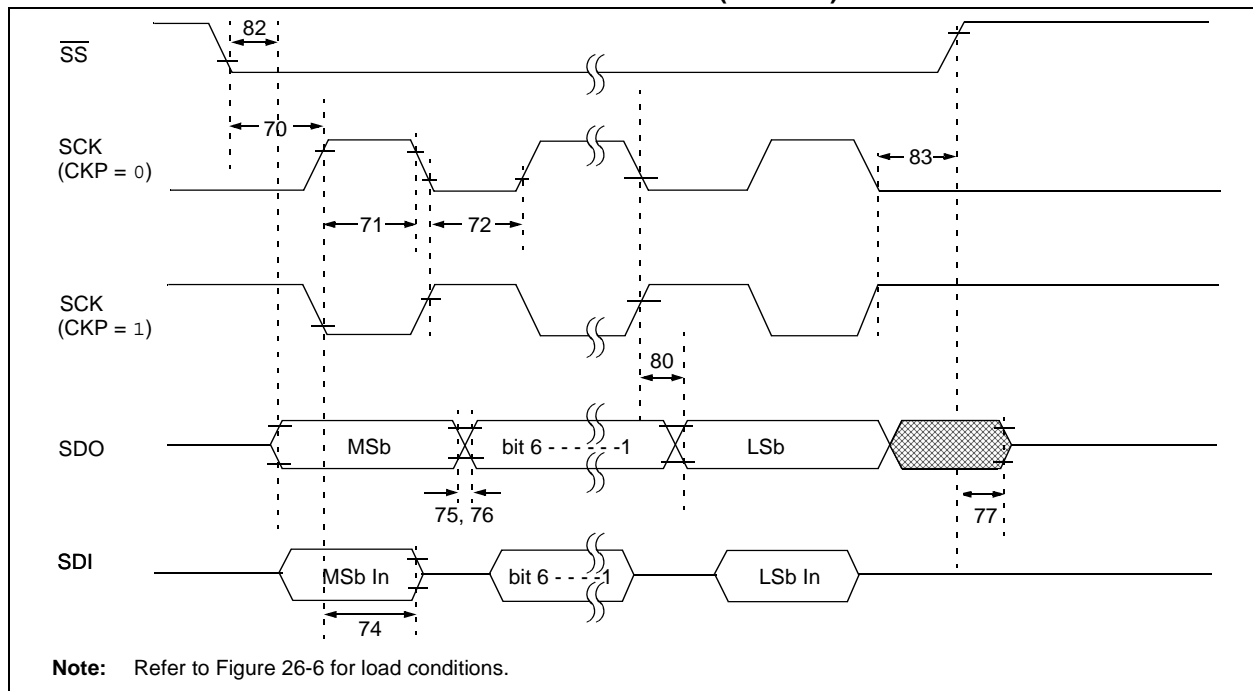 82
SS
70
SCK
(CKP = 0)
83
71
72
SCK
(CKP = 1)
80
SDO
MSb
bit 6 - - - - - -1
LSb
75, 76
77
SDI
MSb In
bit 6 - - - -1
LSb In
74
Note: Refer to Figure 26-6 for load conditions.